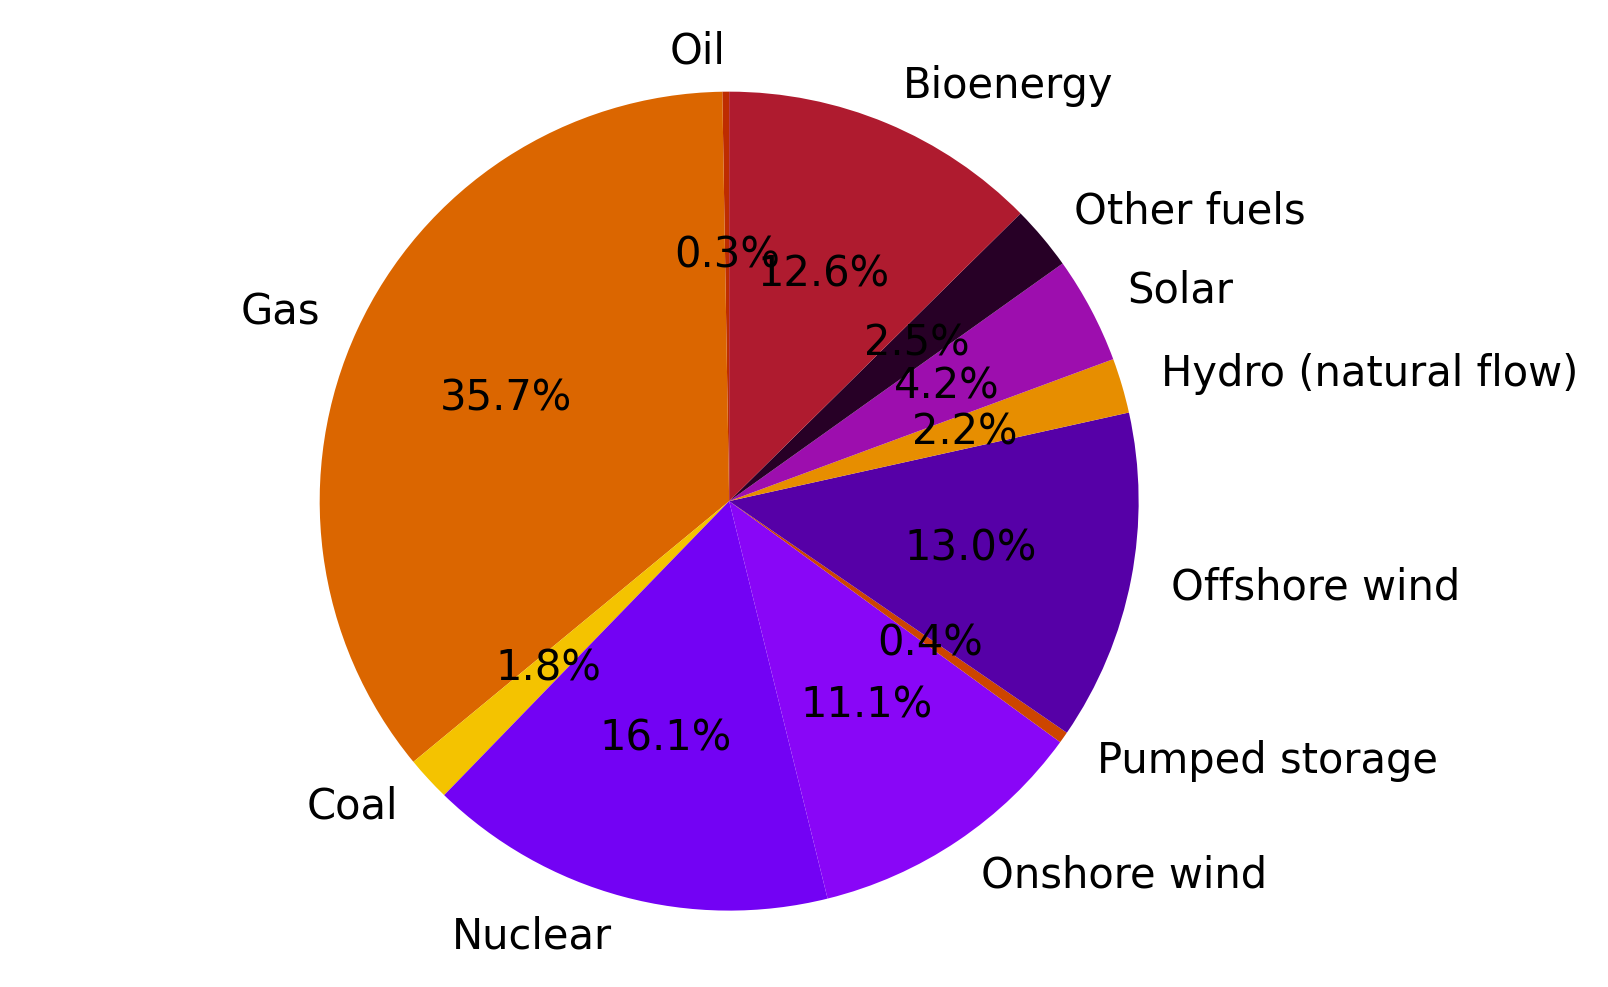 Oil
Bioenergy
Other fuels
Solar
Hydro (natural flow)
Offshore wind
Pumped storage
Onshore wind
Nuclear
Coal
Gas
0.3%
12.6%
2.5%
4.2%
2.2%
13.0%
0.4%
11.1%
16.1%
1.8%
35.7%